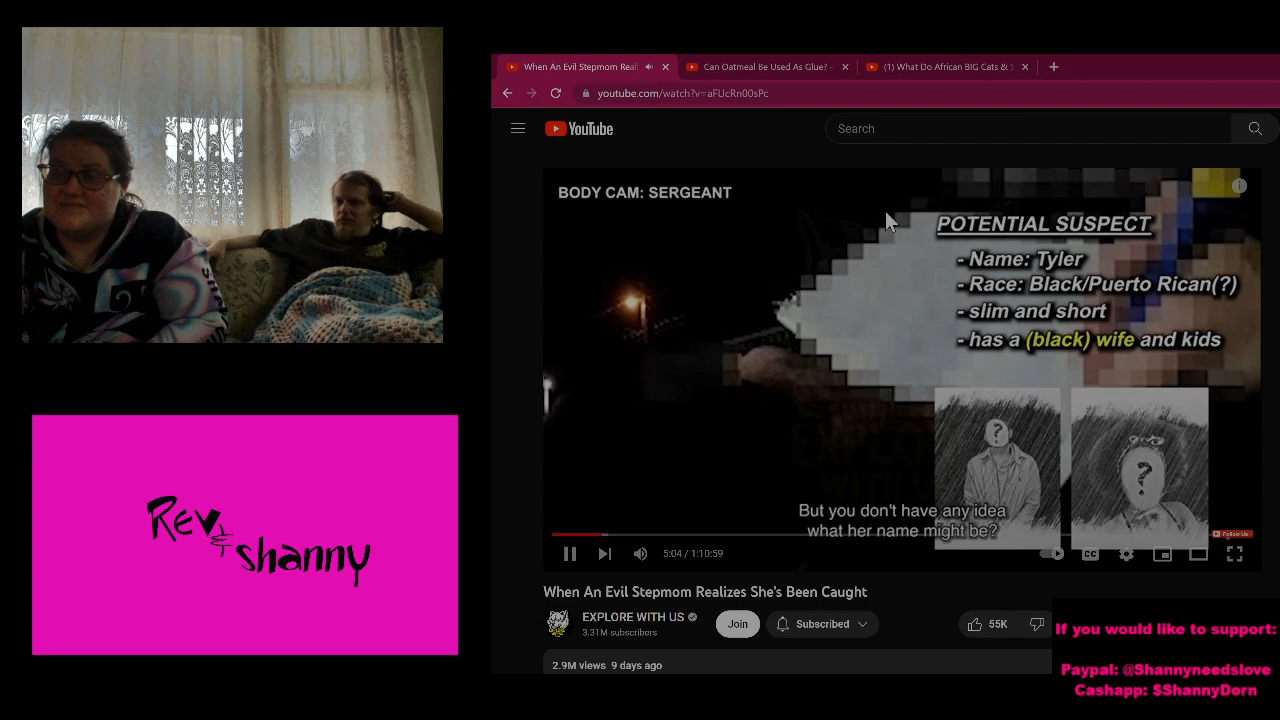 When An Evil Stepmom Reali
Can Oatmeal Be Used As Glue? -
(1) What Do African BIG Cats &
youtube.com/watch?v=aFUcRn00sPc
YouTube
Search
BODY CAM: SERGEANT
POTENTIAL SUSPECT
- Name: Tyler
- Race: Black/Puerto Rican(?)
- slim and short
- has a (black) wife and kids
?
?
But you don't have any idea
what her name might be?
Follow Us
5:04 / 1:10:59
CC
When An Evil Stepmom Realizes She's Been Caught
EXPLORE WITH US
3.31M subscribers
Join
Subscribed
55K
2.9M views 9 days ago
Rev
&
shanny
If you would like to support:
Paypal: @Shannyneedslove
Cashapp: $ShannyDorn